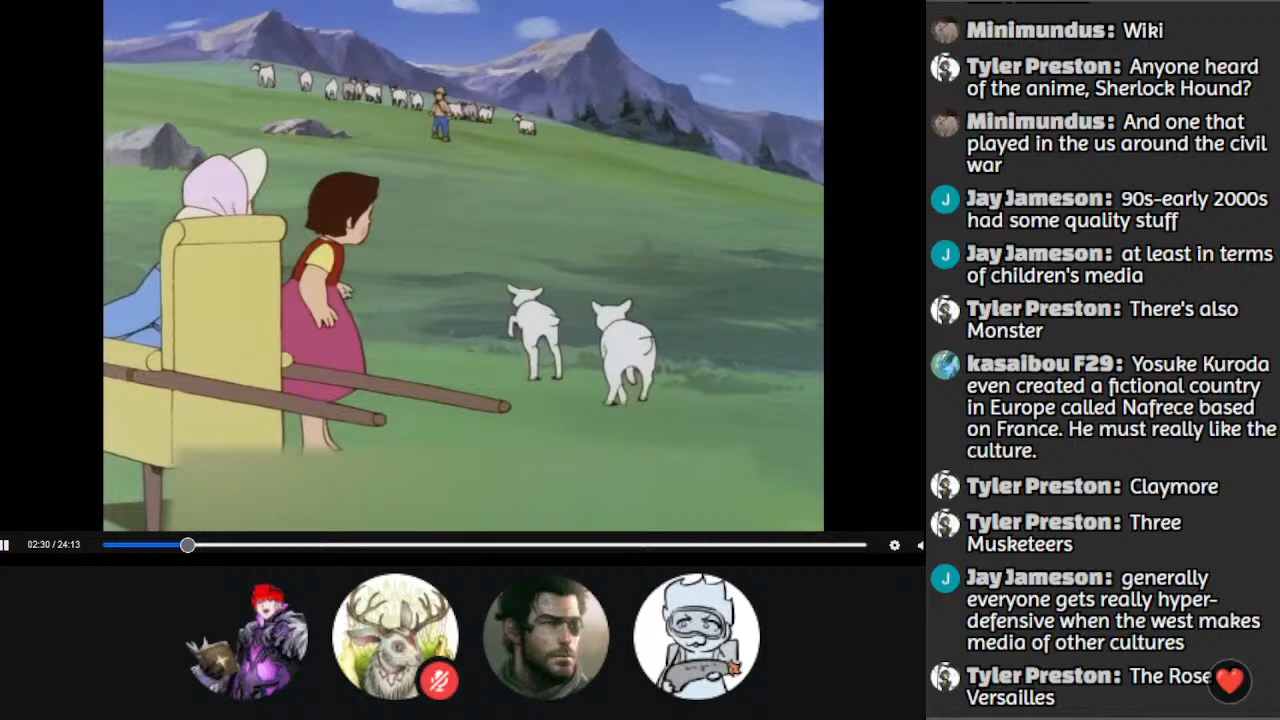 Minimundus: Wiki
Tyler Preston: Anyone heard
of the anime, Sherlock Hound?
Minimundus: And one that
played in the us around the civil
war
J
Jay Jameson: 90s-early 2000s
had some quality stuff
J
Jay Jameson: at least in terms
of children's media
Tyler Preston: There's also
Monster
kasaibou F29: Yosuke Kuroda
even created a fictional country
in Europe called Nafrece based
on France. He must really like the
culture.
Tyler Preston: Claymore
Tyler Preston: Three
Musketeers
J
Jay Jameson: generally
everyone gets really hyper-
defensive when the west makes
media of other cultures
Tyler Preston: The Rose
Versailles
02:30 / 24:13